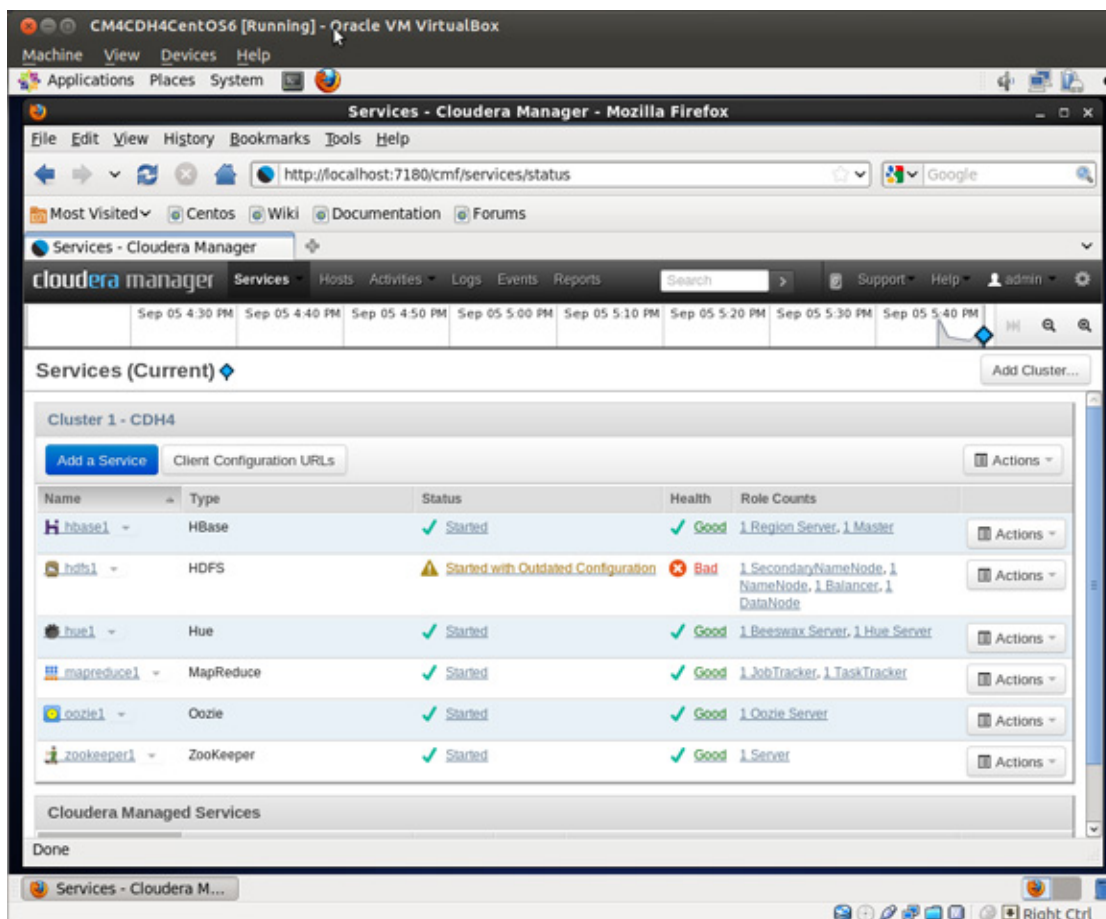 CM4CDH4CentOS6 [Running] - Oracle VM VirtualBox
Machine View Devices Help
Applications Places System
Services - Cloudera Manager - Mozilla Firefox
File Edit View History Bookmarks Tools Help
http://localhost:7180/cmf/services/status
Google
Most Visited Centos Wiki Documentation Forums
Services - Cloudera Manager
cloudera manager Services Hosts Activities Logs Events Reports Search Support Help admin
Sep 05 4:30 PM Sep 05 4:40 PM Sep 05 4:50 PM Sep 05 5:00 PM Sep 05 5:10 PM Sep 05 5:20 PM Sep 05 5:30 PM Sep 05 5:40 PM
Services (Current) Add Cluster...
Cluster 1 - CDH4
Add a Service Client Configuration URLs Actions
Name Type Status Health Role Counts
hbase1 HBase Started Good 1 Region Server, 1 Master Actions
hdfs1 HDFS Started with Outdated Configuration Bad 1 SecondaryNameNode, 1 Actions
NameNode, 1 Balancer, 1
DataNode
hue1 Hue Started Good 1 Beeswax Server, 1 Hue Server Actions
mapreduce1 MapReduce Started Good 1 JobTracker, 1 TaskTracker Actions
oozie1 Oozie Started Good 1 Oozie Server Actions
zookeeper1 ZooKeeper Started Good 1 Server Actions
Cloudera Managed Services
Done
Services - Cloudera M...
Right Ctrl